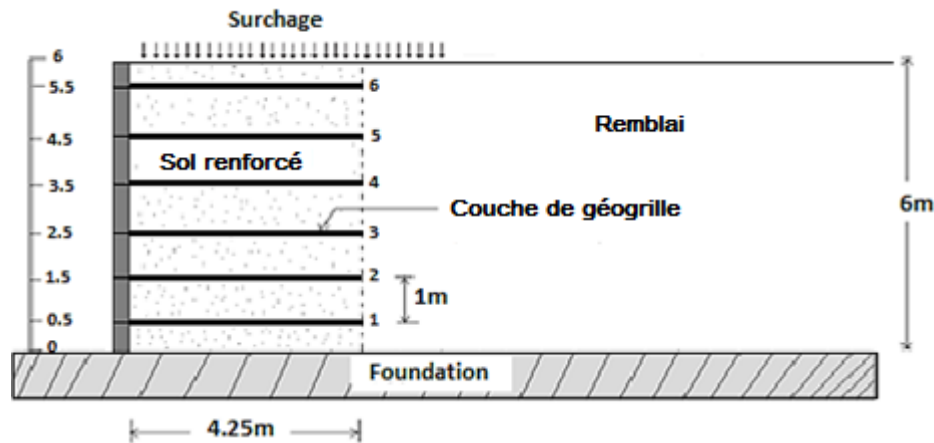 Surchage
6
5.5
4.5
3.5
2.5
1.5
0.5
0
6
5
4
3
2
1
Sol renforcé
Remblai
Couche de géogrille
6m
1m
Foundation
4.25m